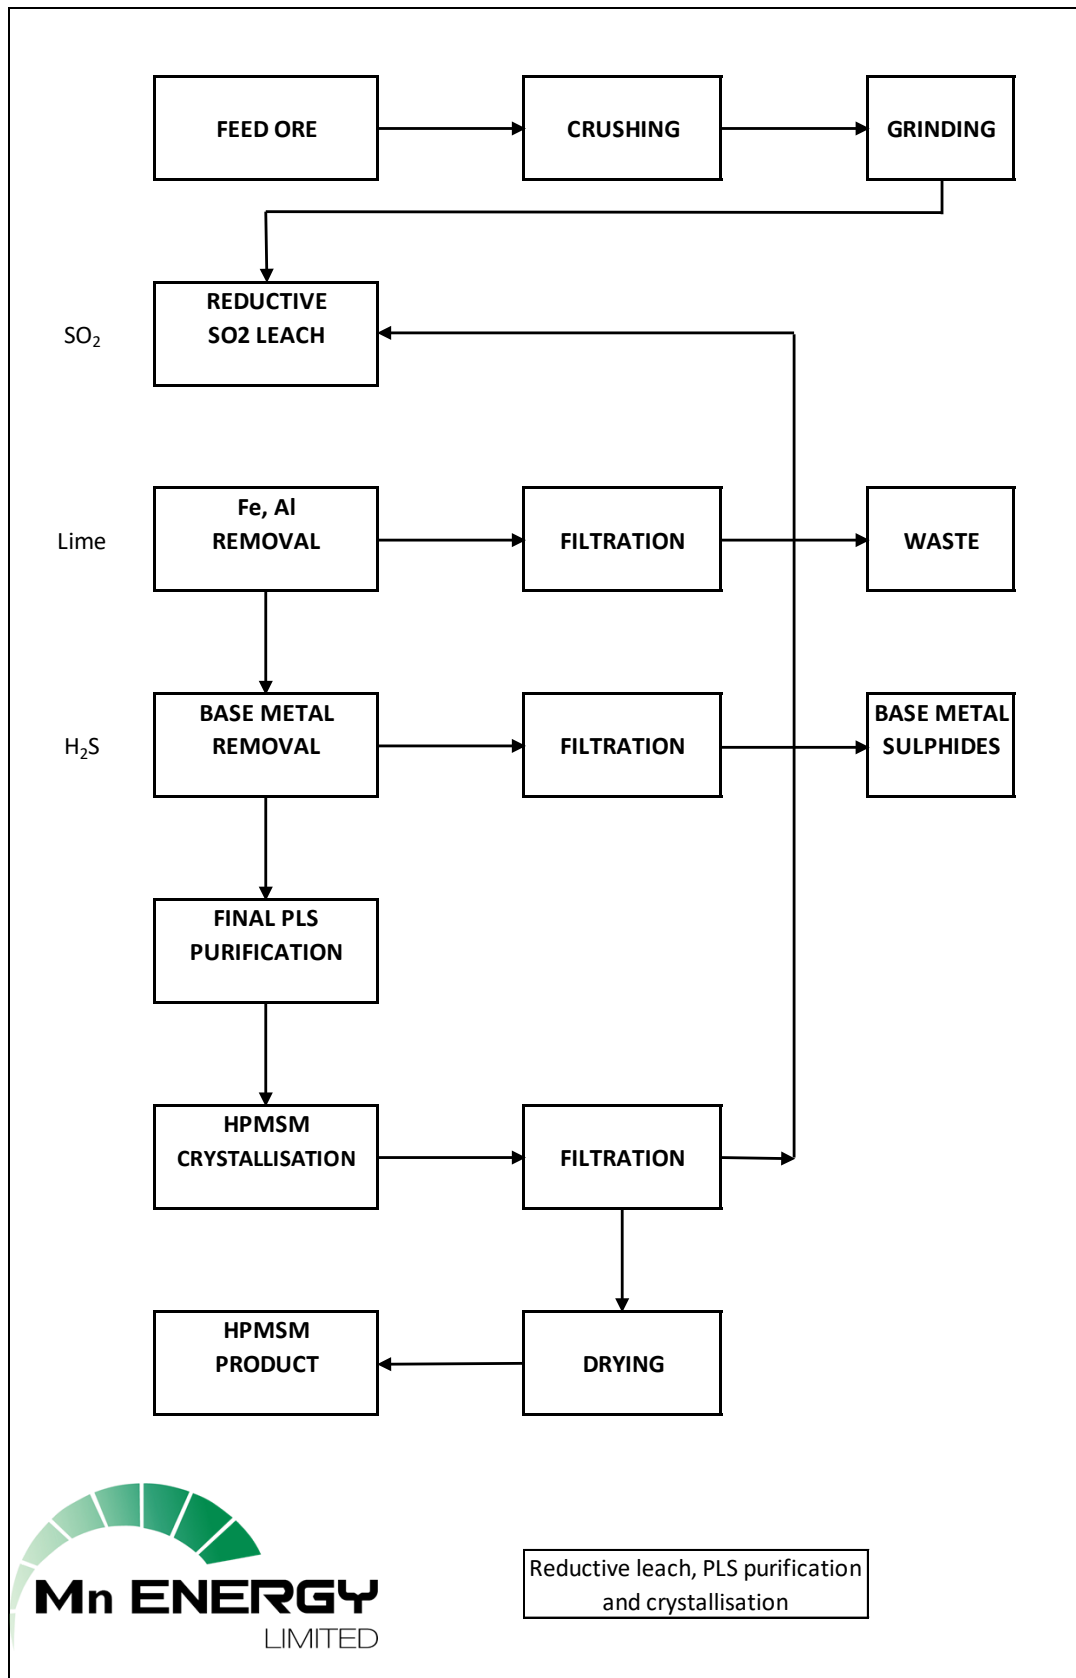 FEED ORE
CRUSHING
GRINDING
REDUCTIVE
SO2 LEACH
SO₂
Fe, Al
REMOVAL
Lime
FILTRATION
WASTE
BASE METAL
REMOVAL
H₂S
FILTRATION
BASE METAL
SULPHIDES
FINAL PLS
PURIFICATION
HPMSM
CRYSTALLISATION
FILTRATION
HPMSM
PRODUCT
DRYING
Mn ENERGY
LIMITED
Reductive leach, PLS purification
and crystallisation